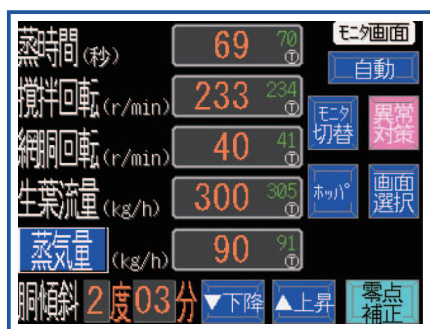 モニタ画面
蒸時間(秒) 69 70 Ⓣ
自動
撹拌回転(r/min) 233 234 Ⓣ
モニタ切替
異常対策
網胴回転(r/min) 40 41 Ⓣ
生葉流量(kg/h) 300 305 Ⓣ
ホッパ
画面選択
蒸気量(kg/h) 90 91 Ⓣ
胴傾斜 2度03分 ▼下降 ▲上昇 零点補正